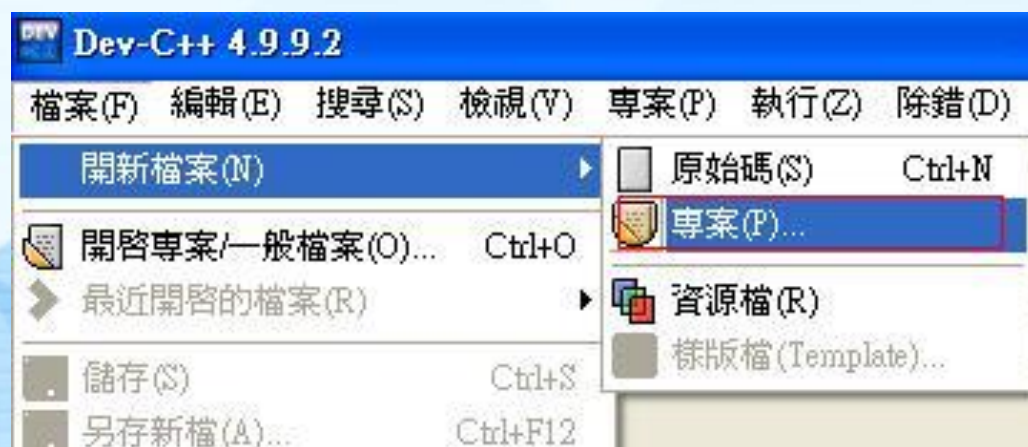 Dev-C++ 4.9.9.2
檔案(F) 編輯(E) 搜尋(S) 檢視(V) 專案(P) 執行(Z) 除錯(D)
開新檔案(N)
開啓專案/一般檔案(O)... Ctrl+O
最近開啓的檔案(R)
儲存(S) Ctrl+S
另存新檔(A)... Ctrl+F12
原始碼(S) Ctrl+N
專案(P)...
資源檔(R)
樣版檔(Template)...